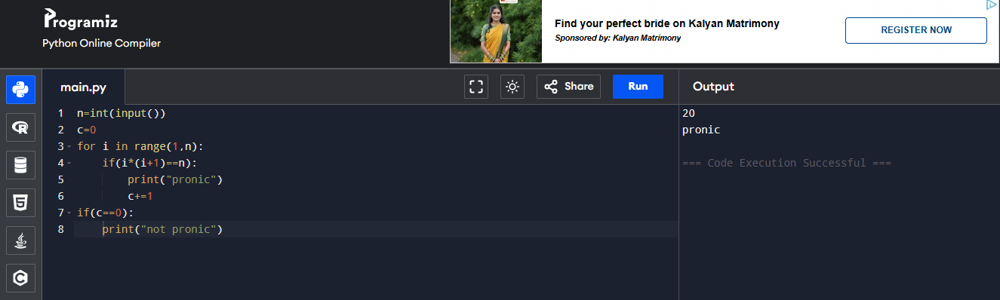 Programiz
Python Online Compiler
Find your perfect bride on Kalyan Matrimony
Sponsored by: Kalyan Matrimony
REGISTER NOW
main.py
Share
Run
Output
1 n=int(input())
2 c=0
3 for i in range(1,n):
4     if(i*(i+1)==n):
5         print("pronic")
6         c+=1
7 if(c==0):
8     print("not pronic")
20
pronic
=== Code Execution Successful ===